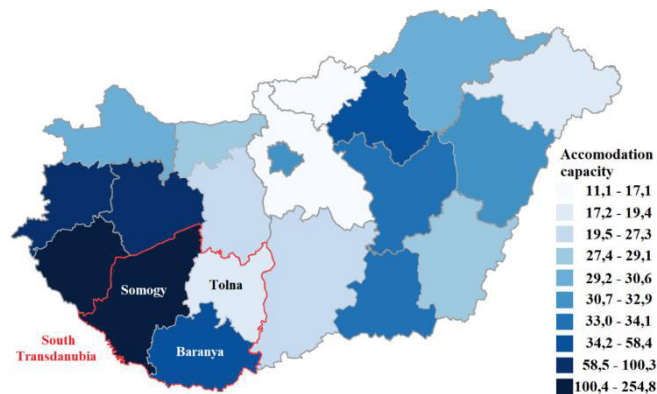 Accomodation
capacity
11,1 - 17,1
17,2 - 19,4
19,5 - 27,3
27,4 - 29,1
29,2 - 30,6
30,7 - 32,9
33,0 - 34,1
34,2 - 58,4
58,5 - 100,3
100,4 - 254,8
Somogy
Tolna
Baranya
South
Transdanubia